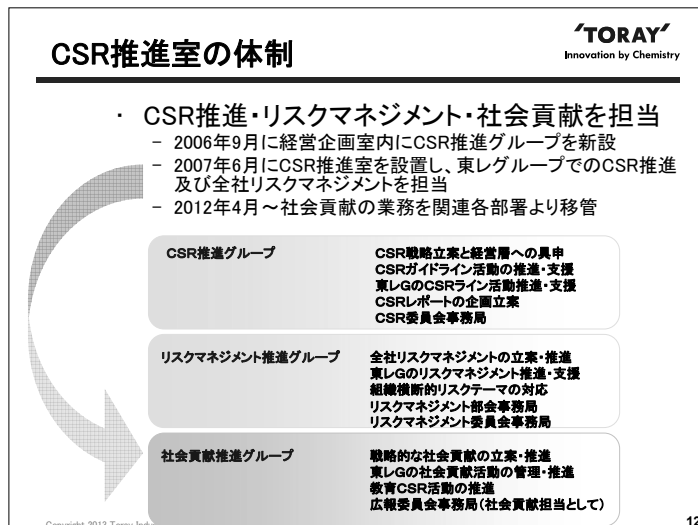 CSR推進室の体制
'TORAY'
Innovation by Chemistry
・ CSR推進・リスクマネジメント・社会貢献を担当
– 2006年9月に経営企画室内にCSR推進グループを新設
– 2007年6月にCSR推進室を設置し、東レグループでのCSR推進
及び全社リスクマネジメントを担当
– 2012年4月～社会貢献の業務を関連各部署より移管
CSR推進グループ
CSR戦略立案と経営層への具申
CSRガイドライン活動の推進・支援
東レGのCSRライン活動推進・支援
CSRレポートの企画立案
CSR委員会事務局
リスクマネジメント推進グループ
全社リスクマネジメントの立案・推進
東レGのリスクマネジメント推進・支援
組織横断的リスクテーマの対応
リスクマネジメント部会事務局
リスクマネジメント委員会事務局
社会貢献推進グループ
戦略的な社会貢献の立案・推進
東レGの社会貢献活動の管理・推進
教育CSR活動の推進
広報委員会事務局(社会貢献担当として)
Copyright 2013 Toray
12